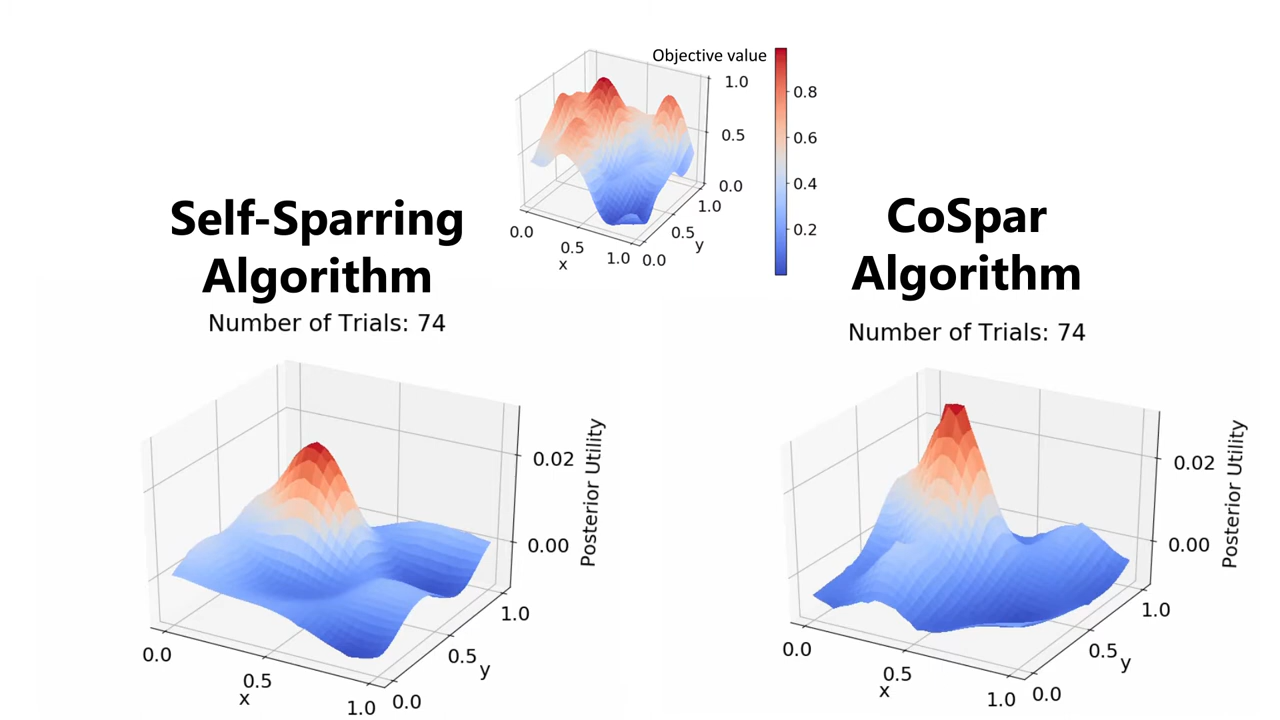 Objective value
1.0
0.5
0.0
0.8
0.6
0.4
0.2
0.0
0.5
1.0
x
0.0
0.5
1.0
y
Self-Sparring
Algorithm
Number of Trials: 74
0.02
0.00
Posterior Utility
0.0
0.5
1.0
x
0.0
0.5
1.0
y
CoSpar
Algorithm
Number of Trials: 74
0.02
0.00
Posterior Utility
0.0
0.5
1.0
x
0.0
0.5
1.0
y